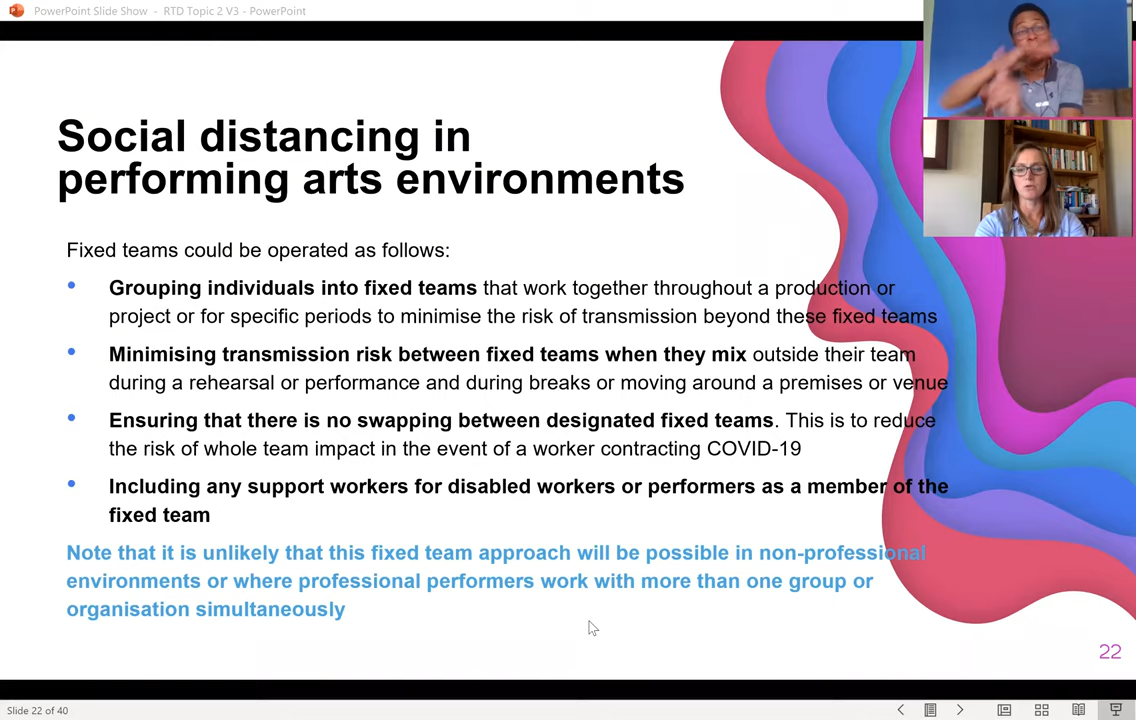 PowerPoint Slide Show - RTD Topic 2 V3 - PowerPoint
Social distancing in
performing arts environments
Fixed teams could be operated as follows:
• Grouping individuals into fixed teams that work together throughout a production or
project or for specific periods to minimise the risk of transmission beyond these fixed teams
• Minimising transmission risk between fixed teams when they mix outside their team
during a rehearsal or performance and during breaks or moving around a premises or venue
• Ensuring that there is no swapping between designated fixed teams. This is to reduce
the risk of whole team impact in the event of a worker contracting COVID-19
• Including any support workers for disabled workers or performers as a member of the
fixed team
Note that it is unlikely that this fixed team approach will be possible in non-professional
environments or where professional performers work with more than one group or
organisation simultaneously
22
Slide 22 of 40